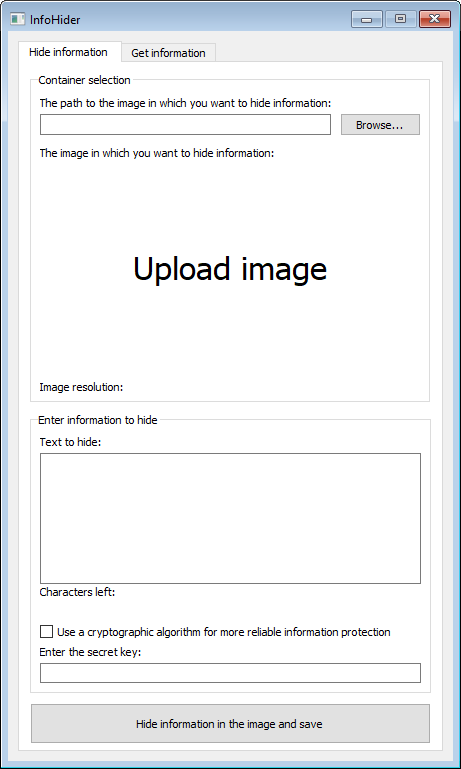 InfoHider
Hide information
Get information
Container selection
The path to the image in which you want to hide information:
Browse...
The image in which you want to hide information:
Upload image
Image resolution:
Enter information to hide
Text to hide:
Characters left:
Use a cryptographic algorithm for more reliable information protection
Enter the secret key:
Hide information in the image and save